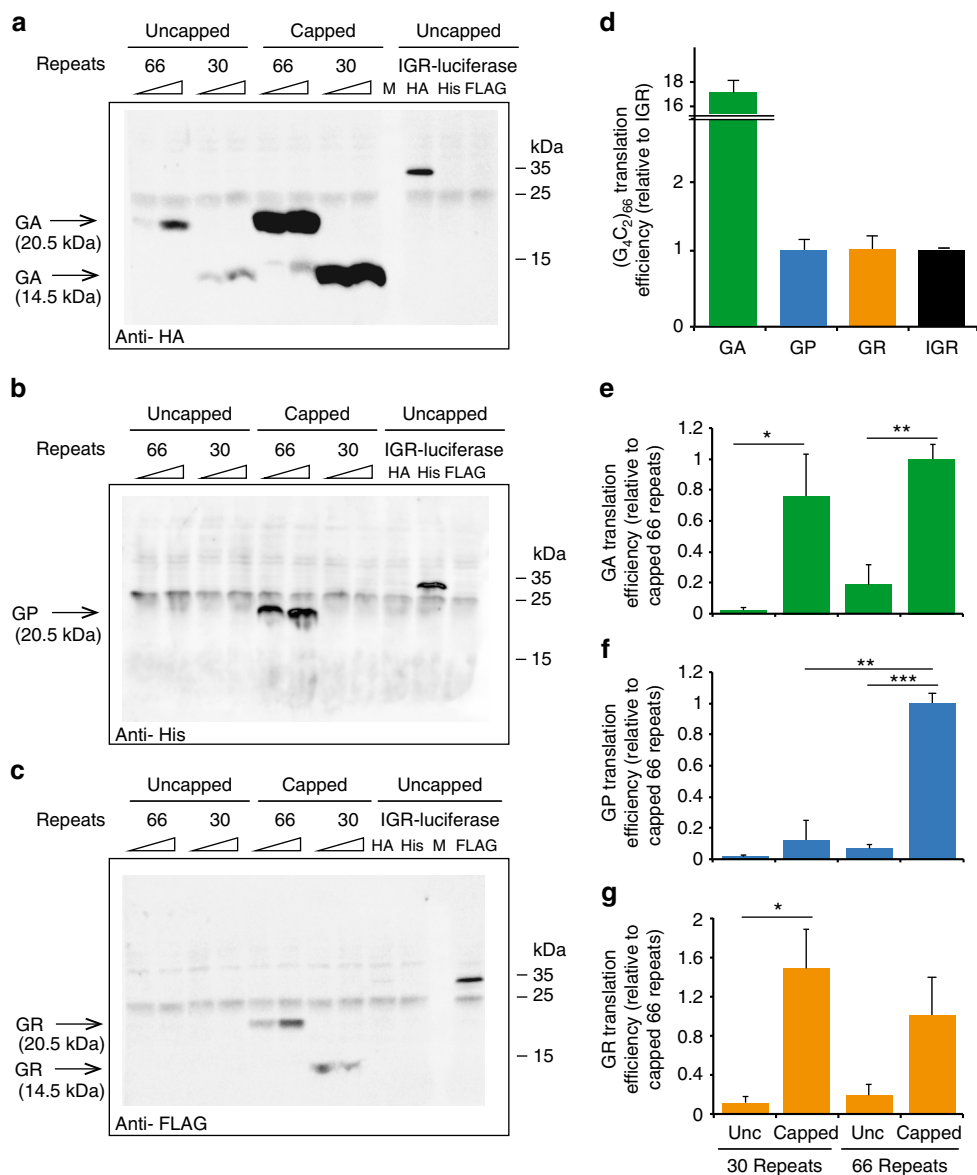 a
Uncapped Capped Uncapped
Repeats 66 30 66 30 IGR-luciferase
M HA His FLAG
kDa
35
25
GA
(20.5 kDa)
15
GA
(14.5 kDa)
Anti- HA
b
Uncapped Capped Uncapped
Repeats 66 30 66 30 IGR-luciferase
HA His FLAG
kDa
35
25
GP
(20.5 kDa)
15
Anti- His
c
Uncapped Capped Uncapped
Repeats 66 30 66 30 IGR-luciferase
HA His M FLAG
kDa
35
25
GR
(20.5 kDa)
15
GR
(14.5 kDa)
Anti- FLAG
d
(G4C2)66 translation
efficiency (relative to IGR)
18
16
2
1
0
GA GP GR IGR
e
GA translation
efficiency (relative to
capped 66 repeats)
1.2
1
0.8
0.6
0.4
0.2
0
* **
f
GP translation
efficiency (relative to
capped 66 repeats)
1.2
1
0.8
0.6
0.4
0.2
0
**
***
g
GR translation
efficiency (relative to
capped 66 repeats)
2
1.6
1.2
0.8
0.4
0
*
Unc Capped Unc Capped
30 Repeats 66 Repeats